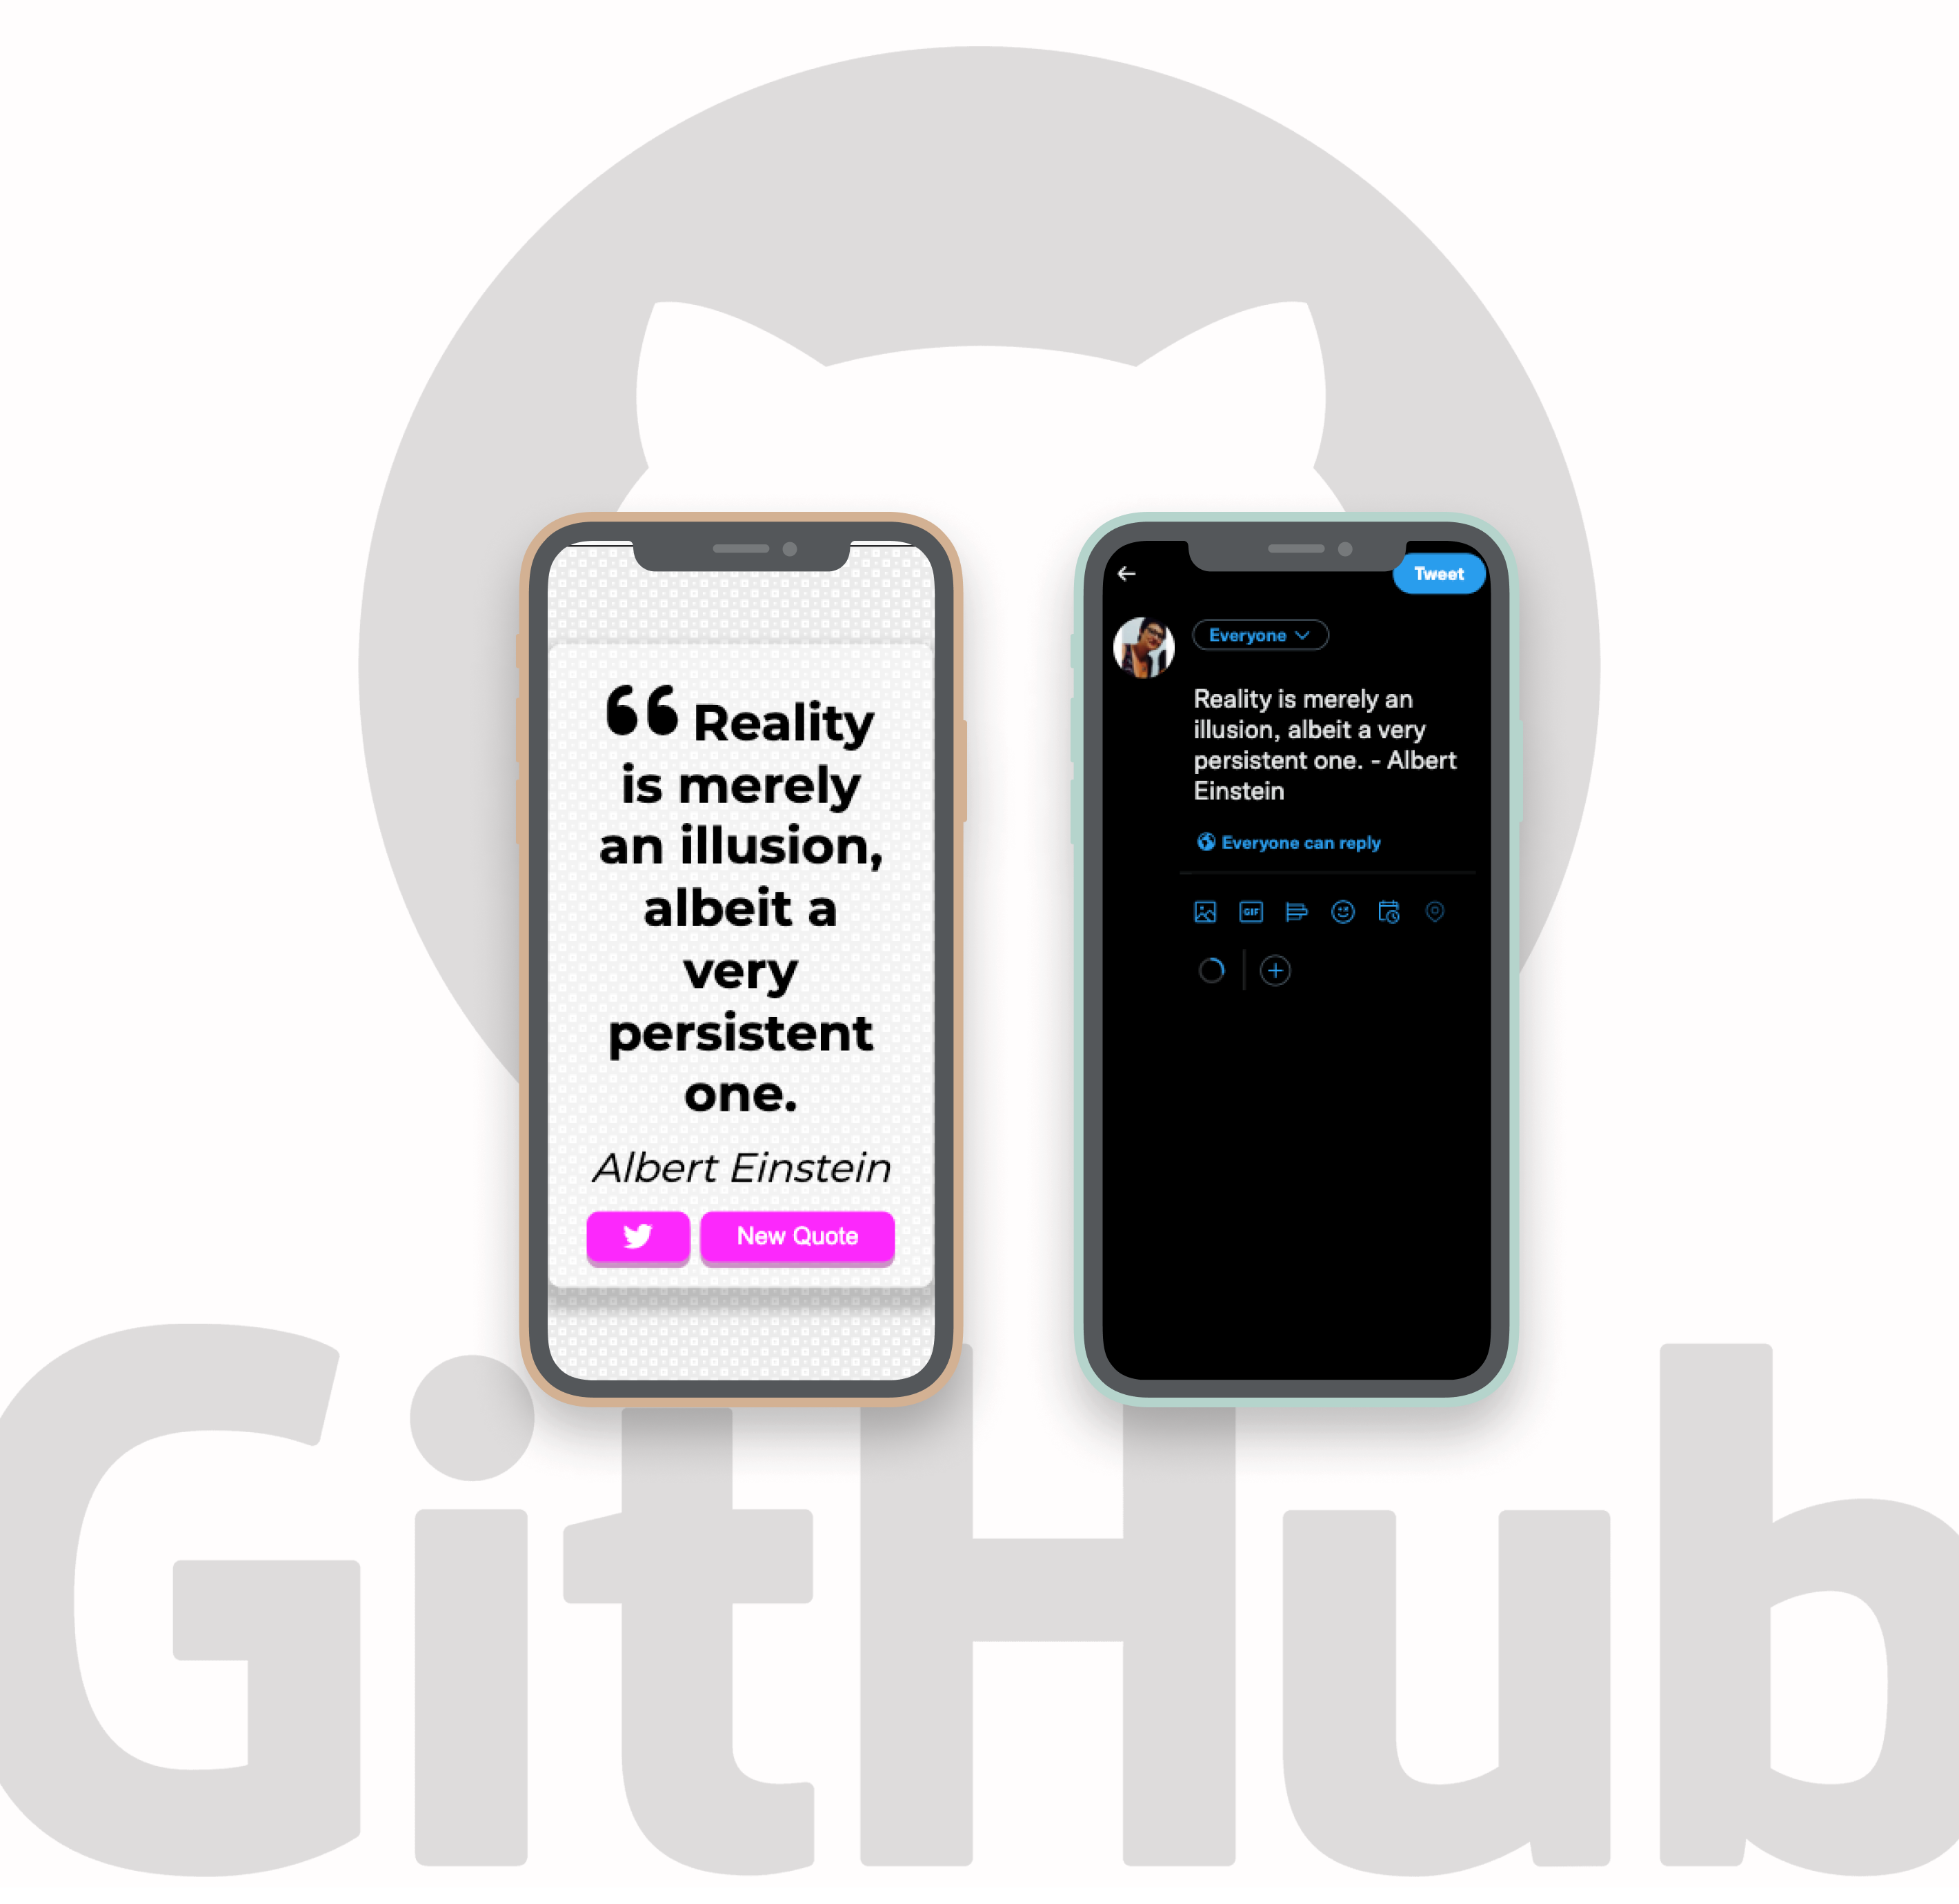 “ Reality
is merely
an illusion,
albeit a
very
persistent
one.
Albert Einstein
New Quote
Tweet
Everyone
Reality is merely an
illusion, albeit a very
persistent one. - Albert
Einstein
Everyone can reply
GIF
GitHub